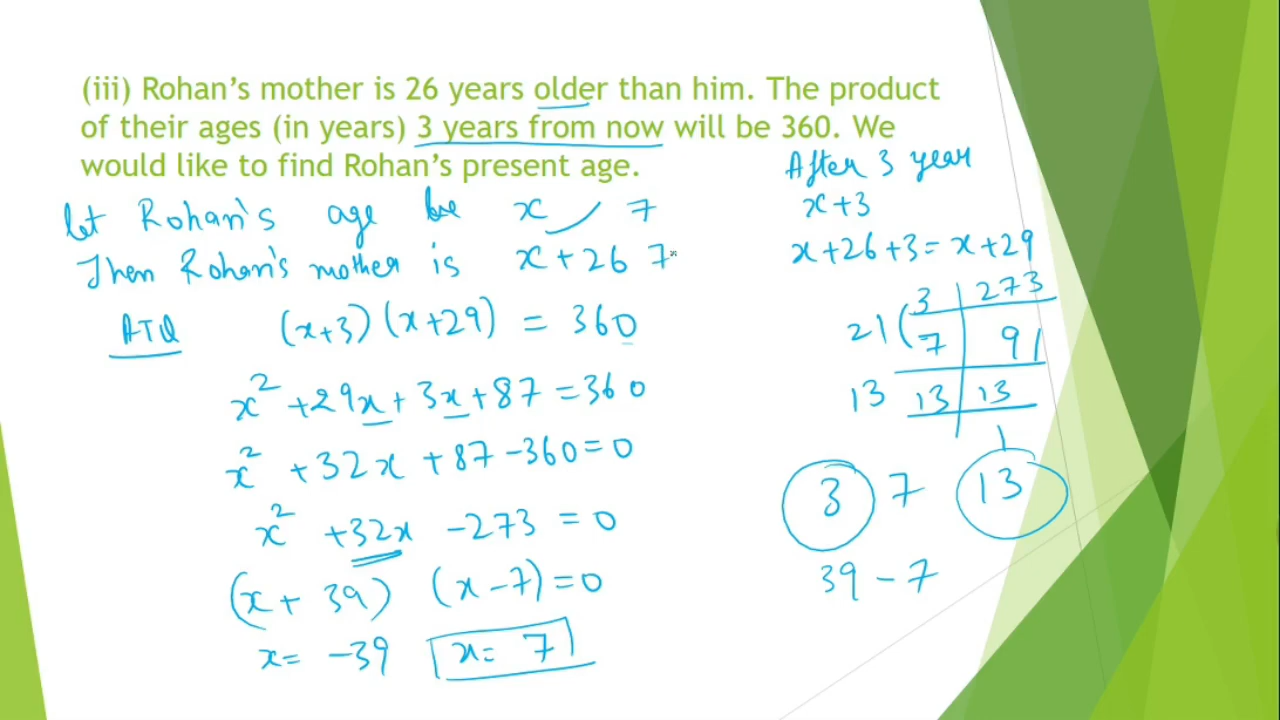 (iii) Rohan's mother is 26 years older than him. The product
of their ages (in years) 3 years from now will be 360. We
would like to find Rohan's present age.
let Rohan's age be x 7
Then Rohan's mother is x + 26 7
ATQ (x+3) (x+29) = 360
x² +29x + 3x + 87 = 360
x² + 32x + 87 - 360 = 0
x² + 32x - 273 = 0
(x + 39) (x - 7) = 0
x = -39 x = 7
After 3 year
x+3
x + 26 + 3 = x + 29
3 273
21 ( 7 91
13 13 13
1
3 7 13
39 - 7